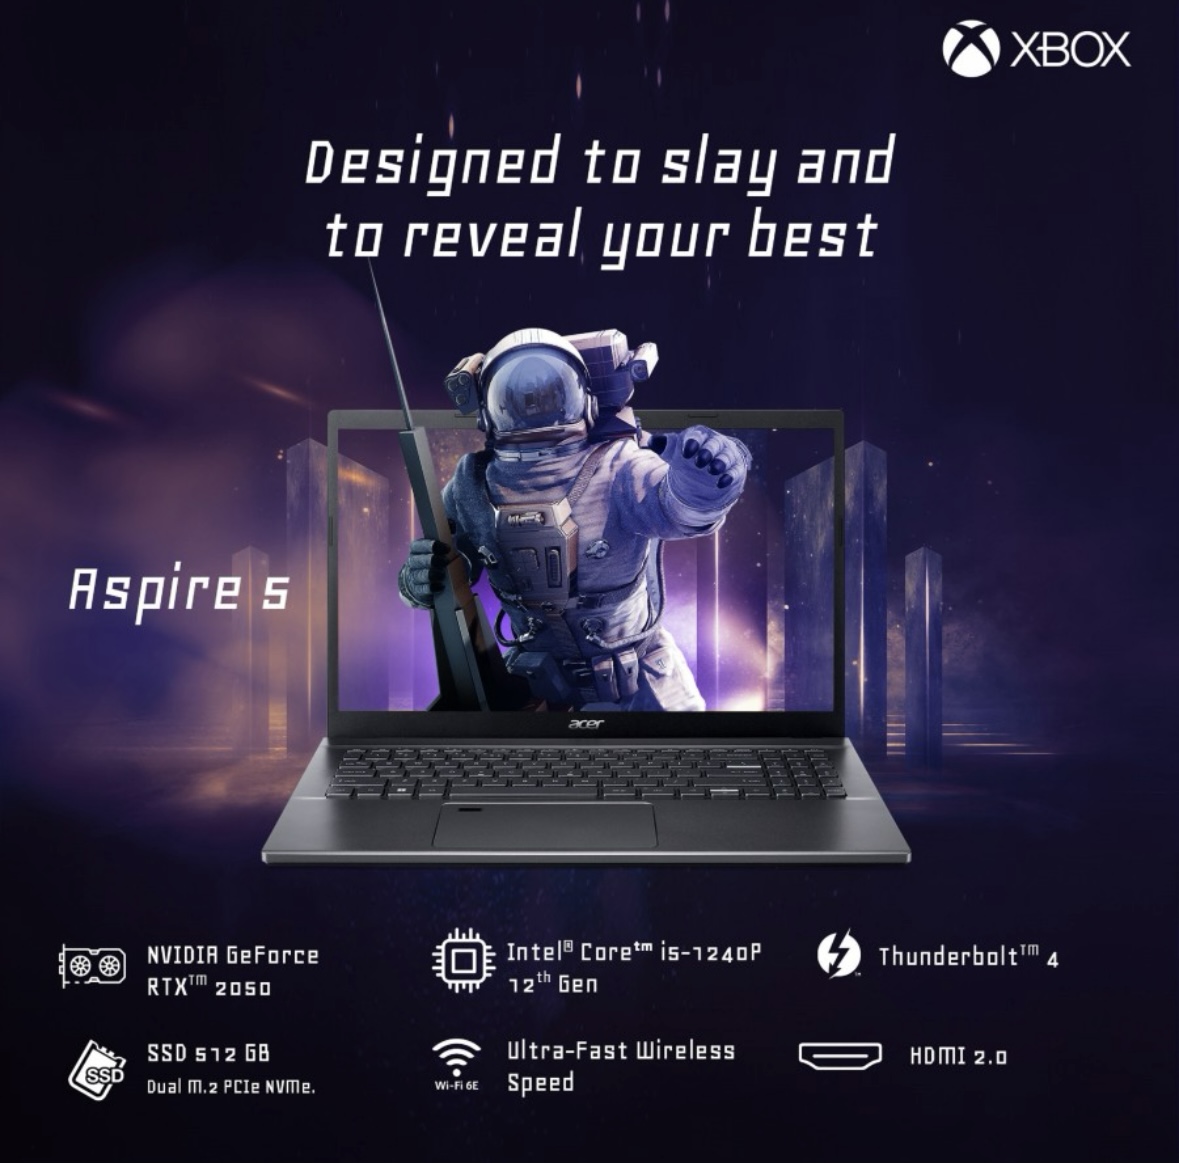 XBOX
Designed to slay and
to reveal your best
Aspire 5
acer
NVIDIA GeForce
RTX™ 2050
Intel® Core™ i5-1240P
12th Gen
Thunderbolt™ 4
SSD
SSD 512 GB
Dual M.2 PCIe NVMe.
Wi-Fi 6E
Ultra-Fast Wireless
Speed
HDMI 2.0